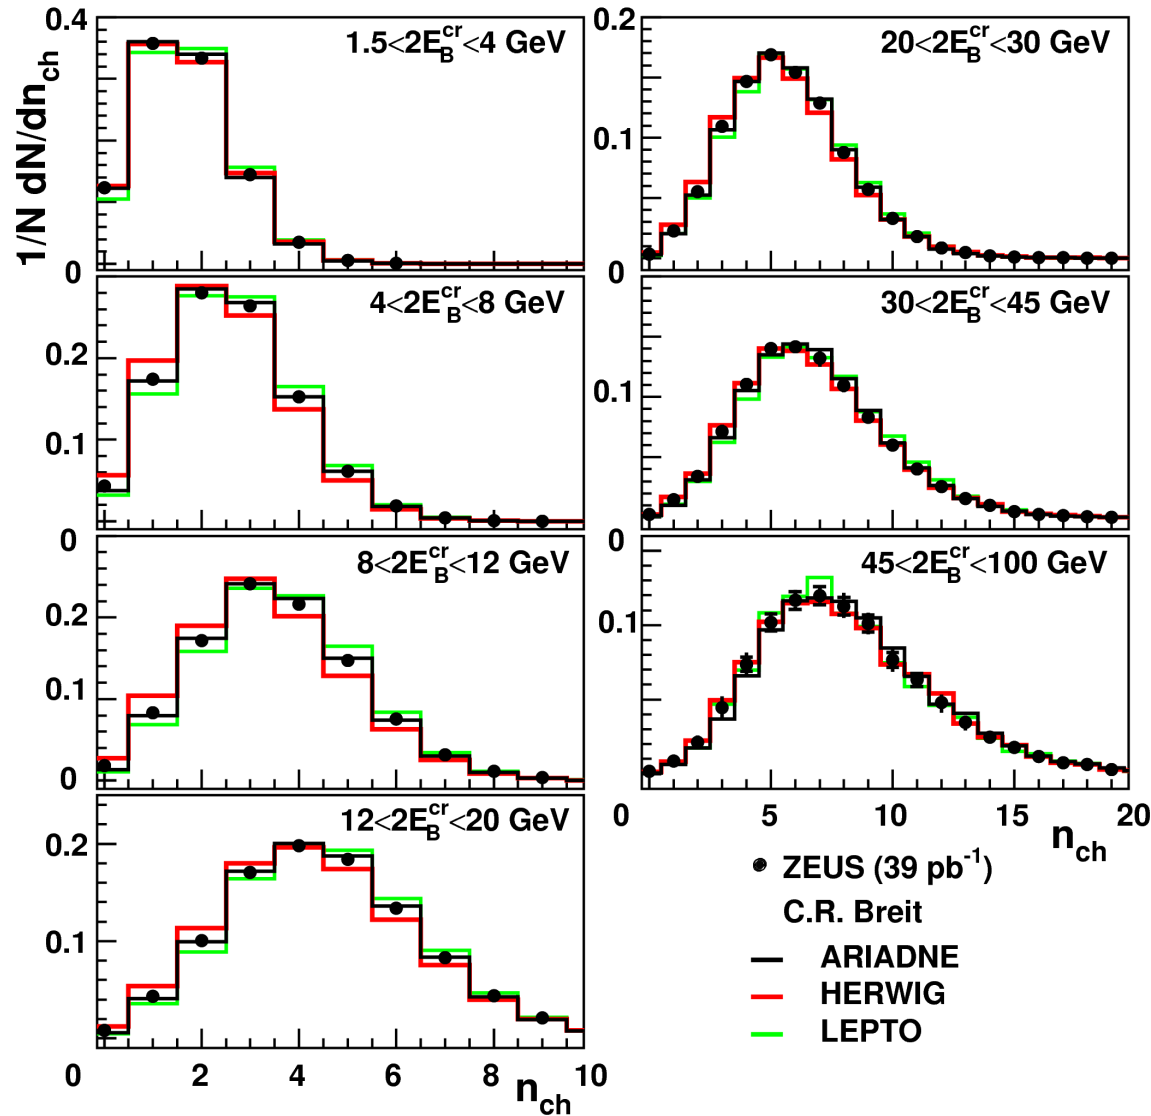 1/N dN/dn_ch
0.4
0
1.5<2E_B^cr<4 GeV
0.2
0.1
4<2E_B^cr<8 GeV
0
0.2
0.1
0
8<2E_B^cr<12 GeV
0.2
0.1
12<2E_B^cr<20 GeV
0 2 4 6 8 10
n_ch
0.2
0.1
0
20<2E_B^cr<30 GeV
0.1
30<2E_B^cr<45 GeV
0.1
45<2E_B^cr<100 GeV
0 5 10 15 20
n_ch
ZEUS (39 pb^-1)
C.R. Breit
ARIADNE
HERWIG
LEPTO